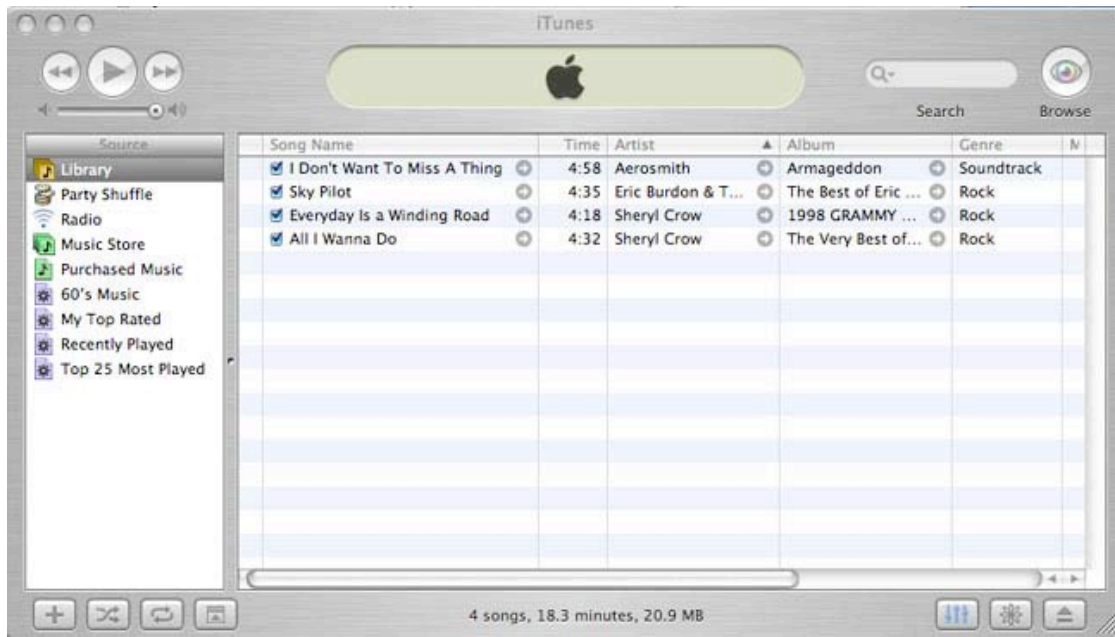 iTunes
Search
Browse
Source
Library
Party Shuffle
Radio
Music Store
Purchased Music
60's Music
My Top Rated
Recently Played
Top 25 Most Played
Song Name Time Artist Album Genre M
I Don't Want To Miss A Thing 4:58 Aerosmith Armageddon Soundtrack
Sky Pilot 4:35 Eric Burdon & T... The Best of Eric ... Rock
Everyday Is a Winding Road 4:18 Sheryl Crow 1998 GRAMMY ... Rock
All I Wanna Do 4:32 Sheryl Crow The Very Best of... Rock
4 songs, 18.3 minutes, 20.9 MB